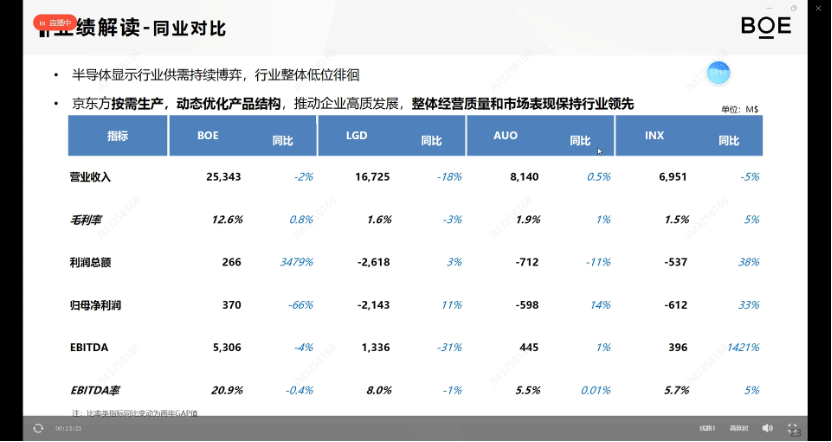 直播中
业绩解读-同业对比
BOE
• 半导体显示行业供需持续博弈，行业整体低位徘徊
• 京东方按需生产，动态优化产品结构，推动企业高质发展，整体经营质量和市场表现保持行业领先
单位：M$
指标 BOE 同比 LGD 同比 AUO 同比 INX 同比
营业收入 25,343 -2% 16,725 -18% 8,140 0.5% 6,951 -5%
毛利率 12.6% 0.8% 1.6% -3% 1.9% 1% 1.5% 5%
利润总额 266 3479% -2,618 3% -712 -11% -537 38%
归母净利润 370 -66% -2,143 11% -598 14% -612 33%
EBITDA 5,306 -4% 1,336 -31% 445 1% 396 1421%
EBITDA率 20.9% -0.4% 8.0% -1% 5.5% 0.01% 5.7% 5%
注：比率类指标同比变动为两年GAP值
00:33:21 线路1 高延时